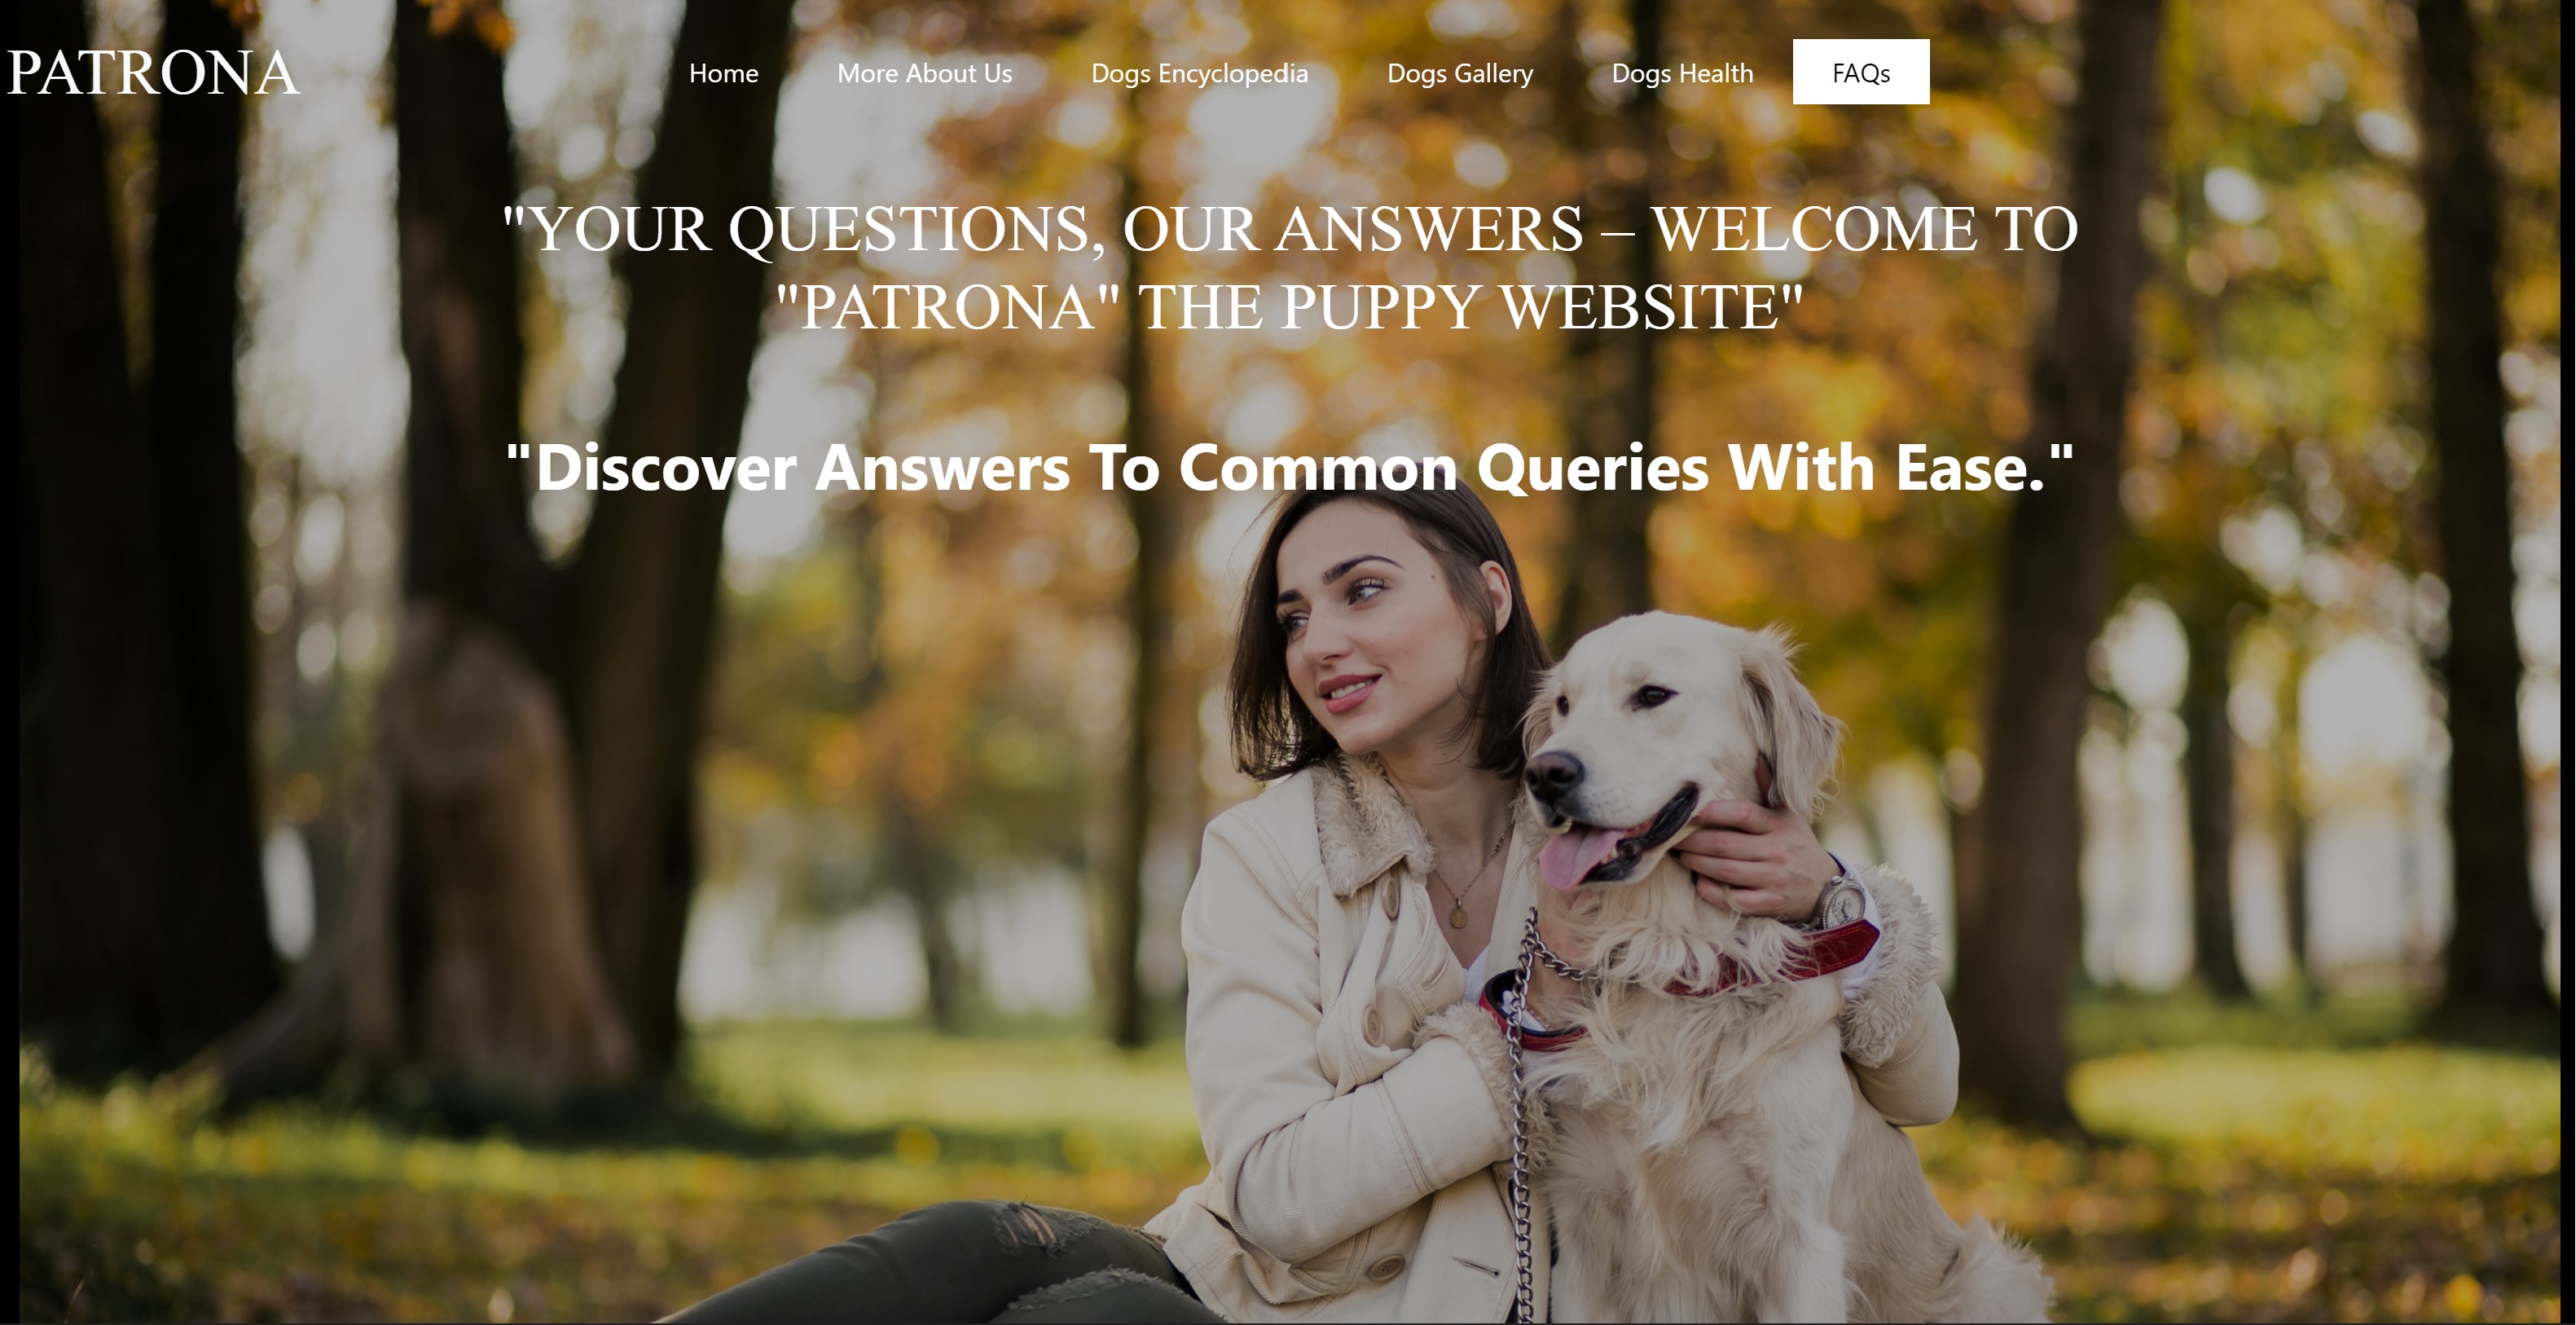 PATRONA
Home More About Us Dogs Encyclopedia Dogs Gallery Dogs Health FAQs
"YOUR QUESTIONS, OUR ANSWERS – WELCOME TO
"PATRONA" THE PUPPY WEBSITE"
"Discover Answers To Common Queries With Ease."